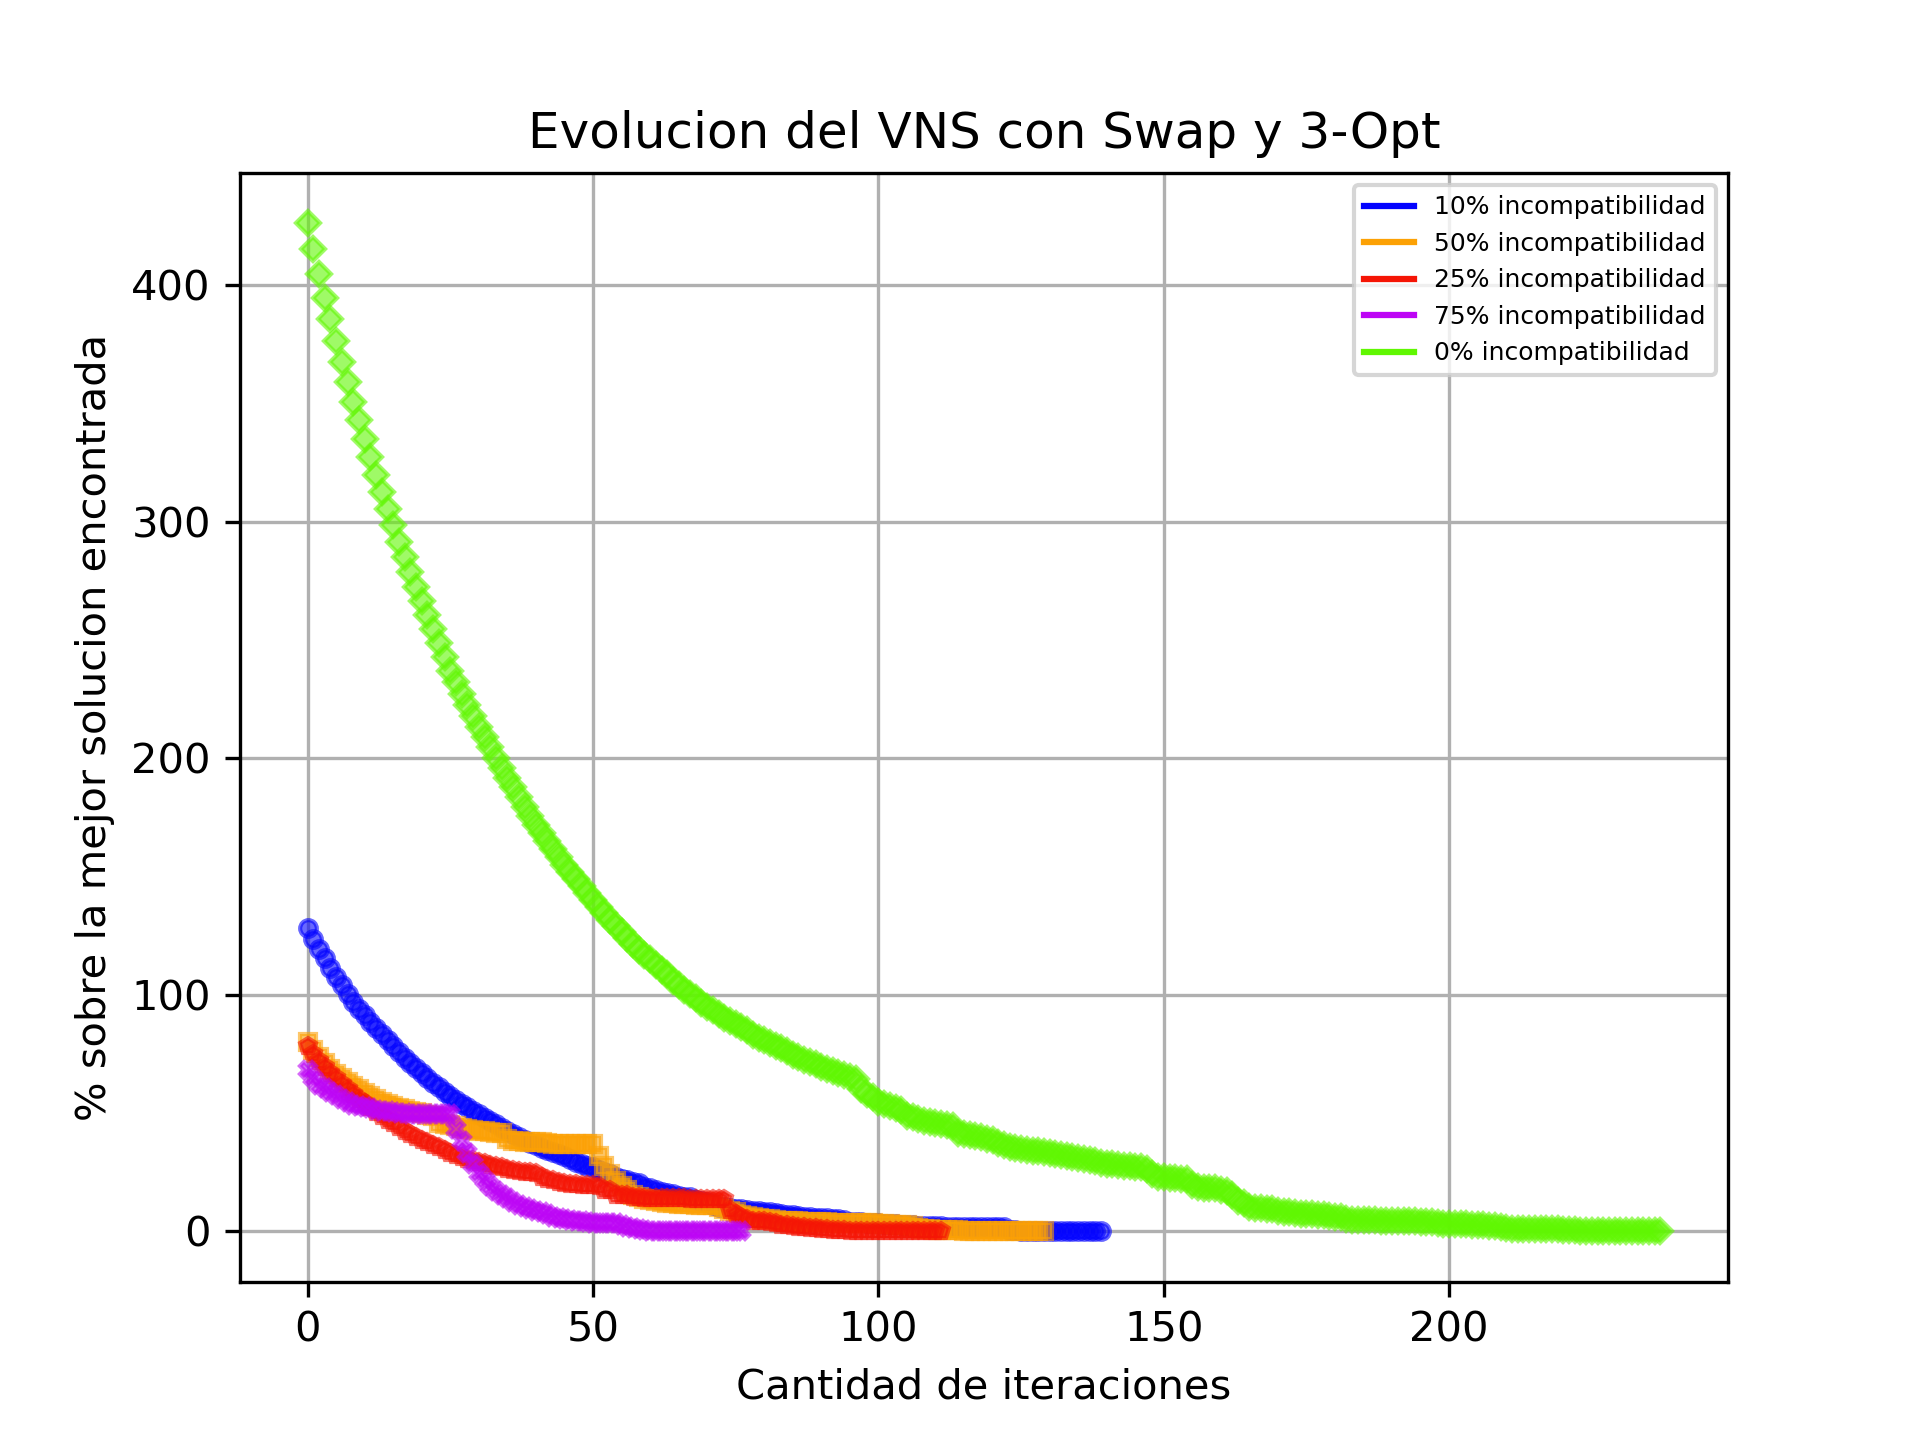 Evolucion del VNS con Swap y 3-Opt
10% incompatibilidad
50% incompatibilidad
25% incompatibilidad
75% incompatibilidad
0% incompatibilidad
% sobre la mejor solucion encontrada
400
300
200
100
0
0 50 100 150 200
Cantidad de iteraciones